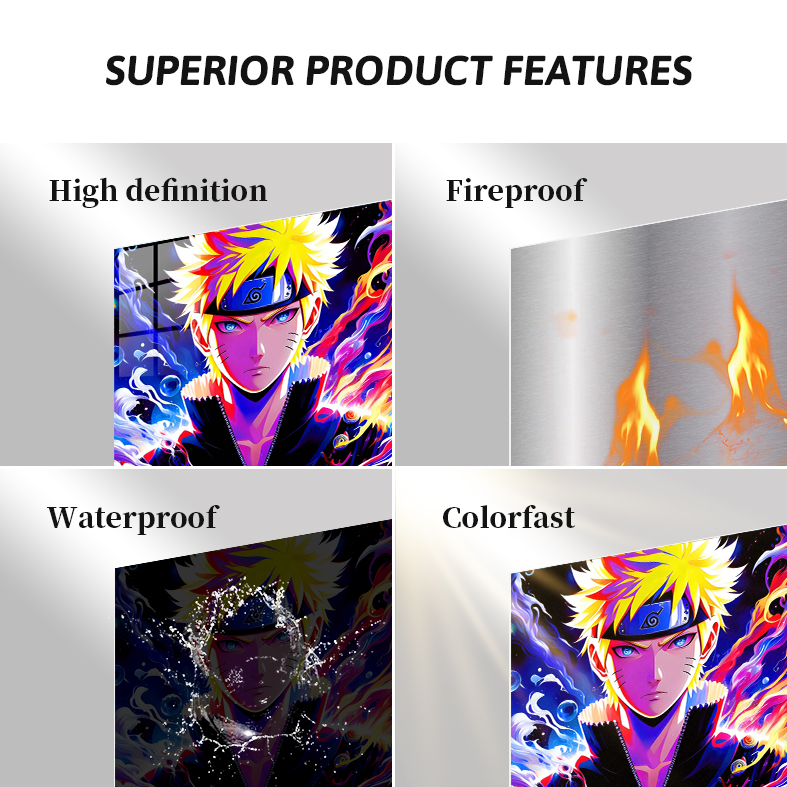 SUPERIOR PRODUCT FEATURES
High definition
Fireproof
Waterproof
Colorfast